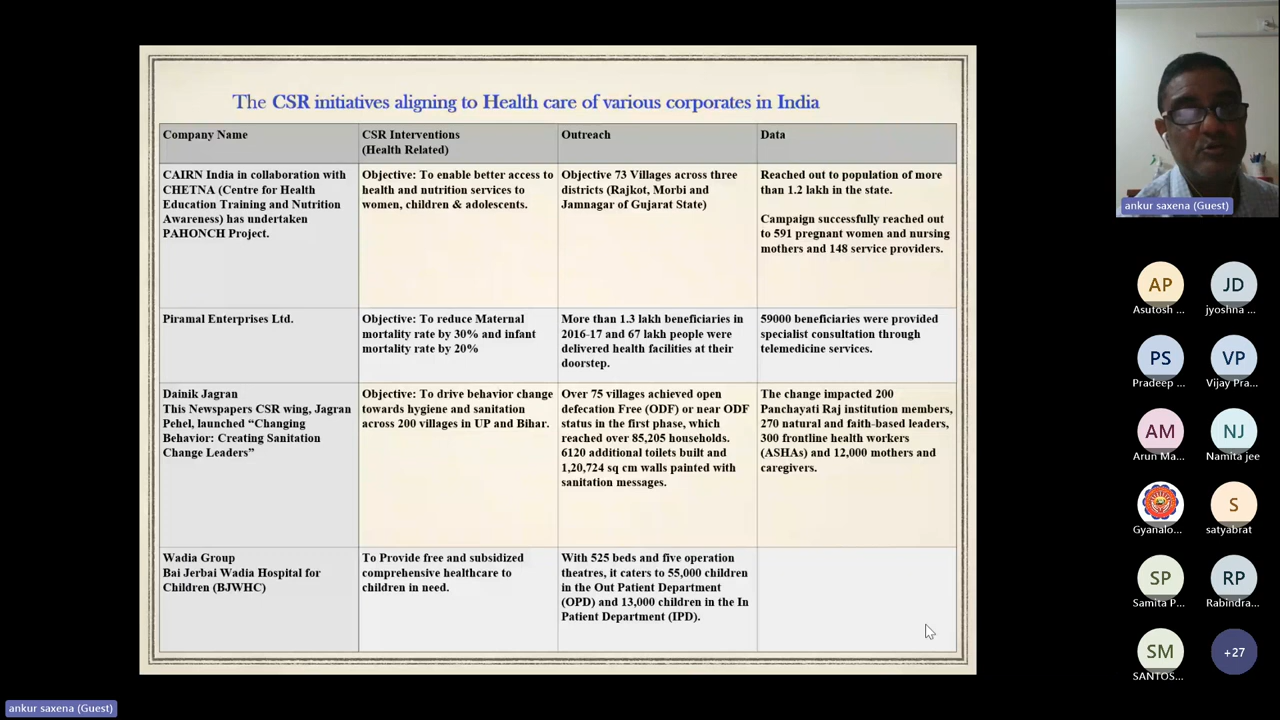 The CSR initiatives aligning to Health care of various corporates in India
Company Name
CSR Interventions
(Health Related)
Outreach
Data
CAIRN India in collaboration with
CHETNA (Centre for Health
Education Training and Nutrition
Awareness) has undertaken
PAHONCH Project.
Objective: To enable better access to
health and nutrition services to
women, children & adolescents.
Objective 73 Villages across three
districts (Rajkot, Morbi and
Jamnagar of Gujarat State)
Reached out to population of more
than 1.2 lakh in the state.
Campaign successfully reached out
to 591 pregnant women and nursing
mothers and 148 service providers.
Piramal Enterprises Ltd.
Objective: To reduce Maternal
mortality rate by 30% and infant
mortality rate by 20%
More than 1.3 lakh beneficiaries in
2016-17 and 67 lakh people were
delivered health facilities at their
doorstep.
59000 beneficiaries were provided
specialist consultation through
telemedicine services.
Dainik Jagran
This Newspapers CSR wing, Jagran
Pehel, launched “Changing
Behavior: Creating Sanitation
Change Leaders”
Objective: To drive behavior change
towards hygiene and sanitation
across 200 villages in UP and Bihar.
Over 75 villages achieved open
defecation Free (ODF) or near ODF
status in the first phase, which
reached over 85,205 households.
6120 additional toilets built and
1,20,724 sq cm walls painted with
sanitation messages.
The change impacted 200
Panchayati Raj institution members,
270 natural and faith-based leaders,
300 frontline health workers
(ASHAs) and 12,000 mothers and
caregivers.
Wadia Group
Bai Jerbai Wadia Hospital for
Children (BJWHC)
To Provide free and subsidized
comprehensive healthcare to
children in need.
With 525 beds and five operation
theatres, it caters to 55,000 children
in the Out Patient Department
(OPD) and 13,000 children in the In
Patient Department (IPD).
ankur saxena (Guest)
AP
Asutosh ...
JD
jyoshna ...
PS
Pradeep ...
VP
Vijay Pra...
AM
Arun Ma...
NJ
Namita jee
Gyanalo...
S
satyabrat
SP
Samita P...
RP
Rabindra...
SM
SANTOS...
+27
ankur saxena (Guest)